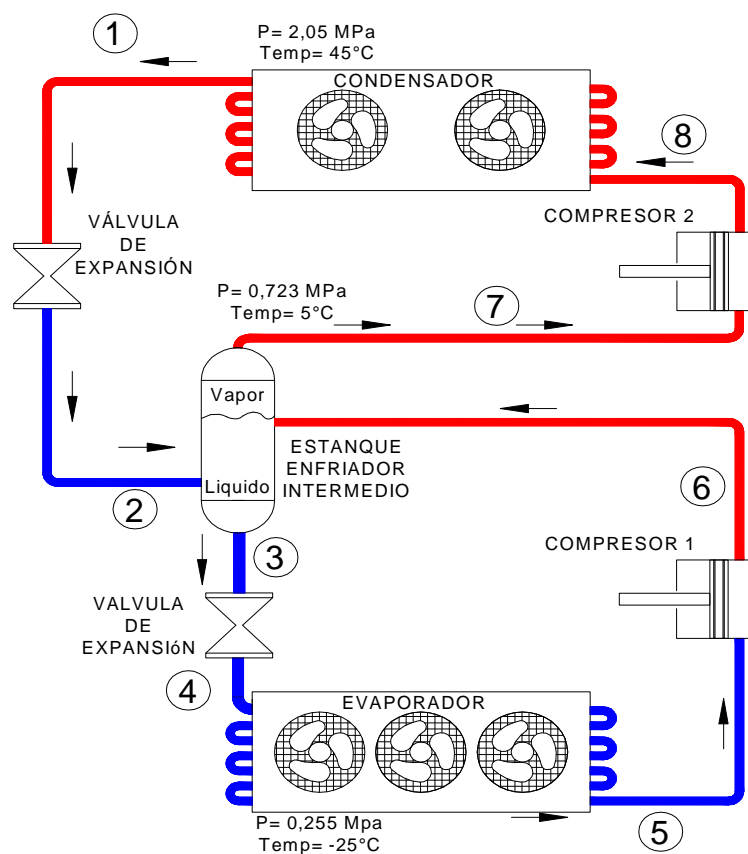 1
P= 2,05 MPa
Temp= 45°C
CONDENSADOR
8
COMPRESOR 2
VÁLVULA
DE
EXPANSIÓN
P= 0,723 MPa
Temp= 5°C
7
Vapor
ESTANQUE
ENFRIADOR
INTERMEDIO
Liquido
2
6
3
COMPRESOR 1
VALVULA
DE
EXPANSIóN
4
EVAPORADOR
P= 0,255 Mpa
Temp= -25°C
5